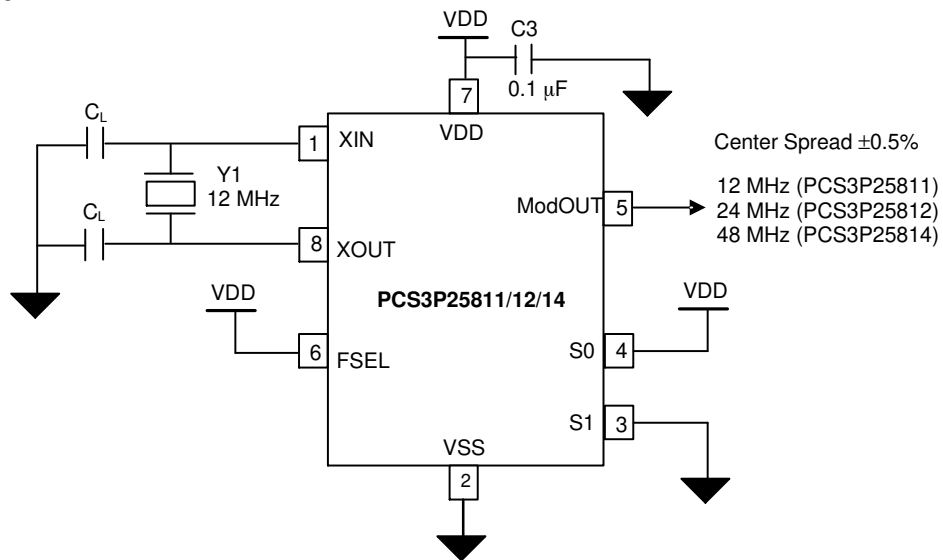 VDD
C3
0.1 μF
7
VDD
CL
1
XIN
Y1
12 MHz
CL
8
XOUT
Center Spread ±0.5%
ModOUT
5
12 MHz (PCS3P25811)
24 MHz (PCS3P25812)
48 MHz (PCS3P25814)
PCS3P25811/12/14
VDD
6
FSEL
VDD
S0
4
S1
3
VSS
2